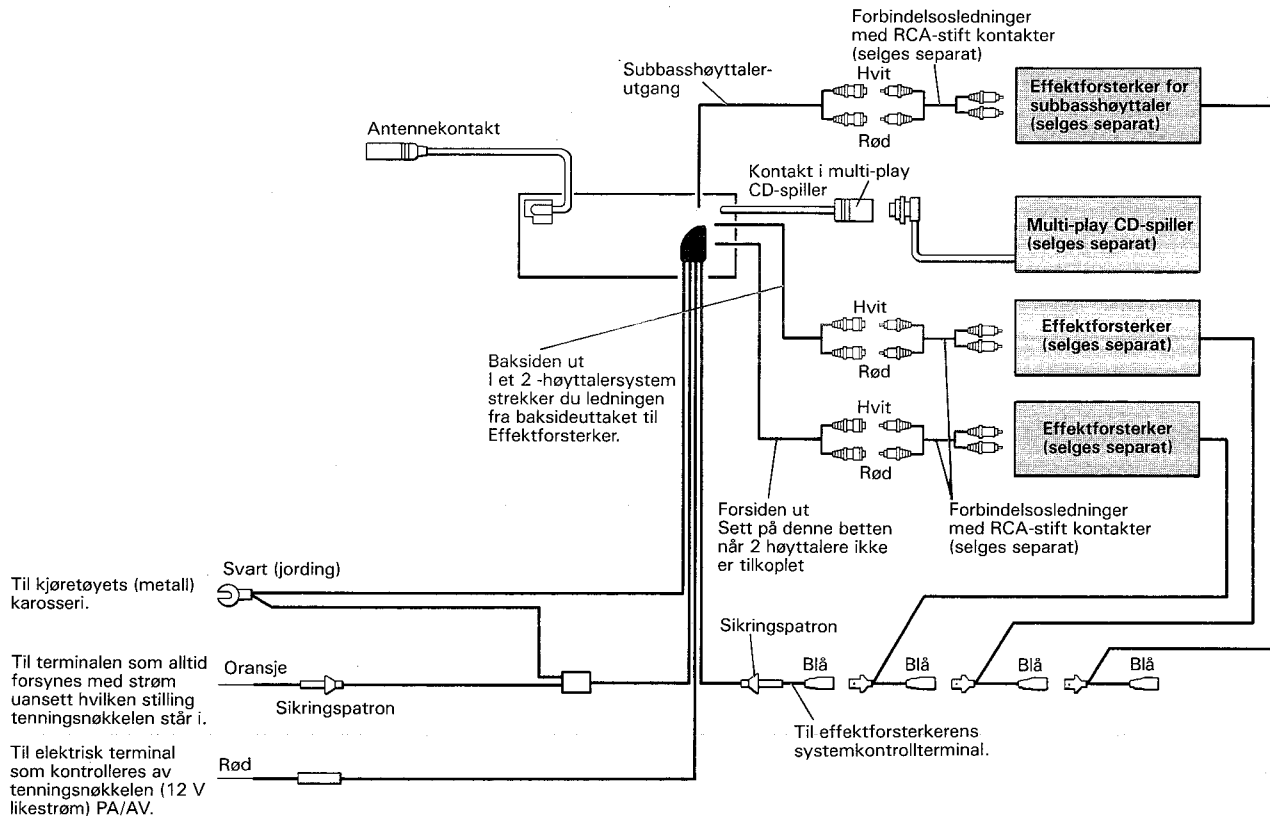 Forbindelsosledninger
med RCA-stift kontakter
(selges separat)
Subbasshøyttaler-
utgang
Hvit
Rød
Effektforsterker for
subbasshøyttaler
(selges separat)
Antennekontakt
Kontakt i multi-play
CD-spiller
Multi-play CD-spiller
(selges separat)
Hvit
Rød
Effektforsterker
(selges separat)
Baksiden ut
I et 2 -høyttalersystem
strekker du ledningen
fra baksideuttaket til
Effektforsterker.
Hvit
Rød
Effektforsterker
(selges separat)
Forsiden ut
Sett på denne betten
når 2 høyttalere ikke
er tilkoplet
Forbindelsosledninger
med RCA-stift kontakter
(selges separat)
Til kjøretøyets (metall)
karosseri.
Svart (jording)
Til terminalen som alltid
forsynes med strøm
uansett hvilken stilling
tenningsnøkkelen står i.
Oransje
Sikringspatron
Sikringspatron
Blå
Blå
Blå
Blå
Til effektforsterkerens
systemkontrollterminal.
Til elektrisk terminal
som kontrolleres av
tenningsnøkkelen (12 V
likestrøm) PA/AV.
Rød